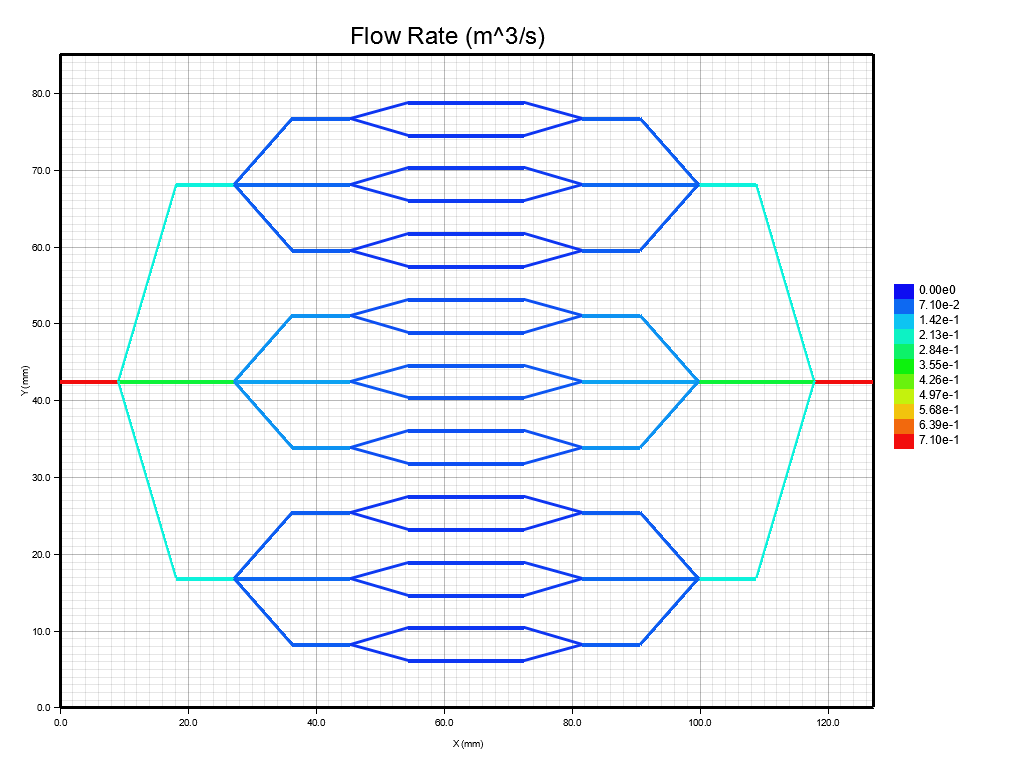 Flow Rate (m^3/s)
80.0
70.0
60.0
50.0
40.0
30.0
20.0
10.0
0.0
Y (mm)
0.0 20.0 40.0 60.0 80.0 100.0 120.0
X (mm)
0.00e0
7.10e-2
1.42e-1
2.13e-1
2.84e-1
3.55e-1
4.26e-1
4.97e-1
5.68e-1
6.39e-1
7.10e-1